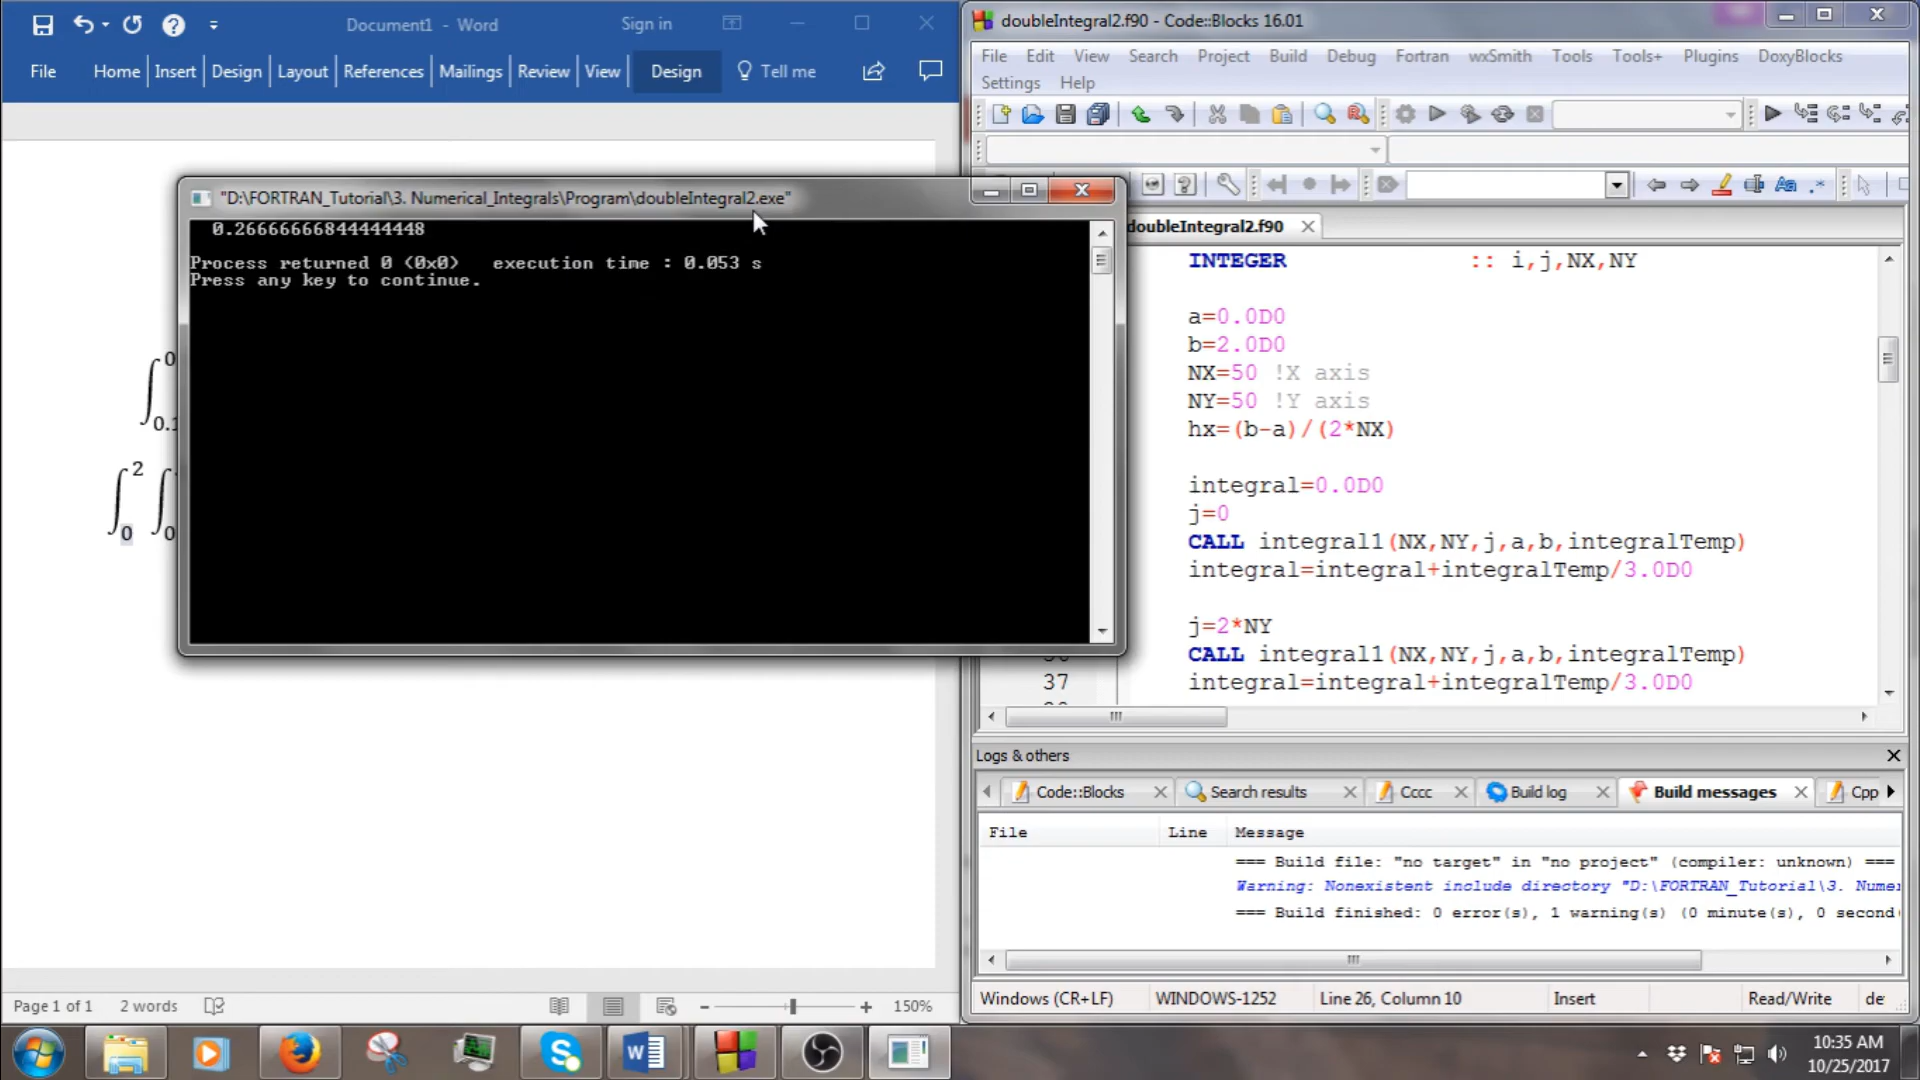 Document1 - Word
Sign in
File Home Insert Design Layout References Mailings Review View Design Tell me
"D:\FORTRAN_Tutorial\3. Numerical_Integrals\Program\doubleIntegral2.exe"
0.26666666844444448
Process returned 0 (0x0) execution time : 0.053 s
Press any key to continue.
0.1
2
0
0
Page 1 of 1 2 words 150%
doubleIntegral2.f90 - Code::Blocks 16.01
File Edit View Search Project Build Debug Fortran wxSmith Tools Tools+ Plugins DoxyBlocks
Settings Help
doubleIntegral2.f90
INTEGER :: i,j,NX,NY
a=0.0D0
b=2.0D0
NX=50 !X axis
NY=50 !Y axis
hx=(b-a)/(2*NX)
integral=0.0D0
j=0
CALL integral1(NX,NY,j,a,b,integralTemp)
integral=integral+integralTemp/3.0D0
j=2*NY
CALL integral1(NX,NY,j,a,b,integralTemp)
37 integral=integral+integralTemp/3.0D0
Logs & others
Code::Blocks Search results Cccc Build log Build messages Cpp
File Line Message
=== Build file: "no target" in "no project" (compiler: unknown) ===
Warning: Nonexistent include directory "D:\FORTRAN_Tutorial\3. Nume
=== Build finished: 0 error(s), 1 warning(s) (0 minute(s), 0 second
Windows (CR+LF) WINDOWS-1252 Line 26, Column 10 Insert Read/Write de
10:35 AM
10/25/2017